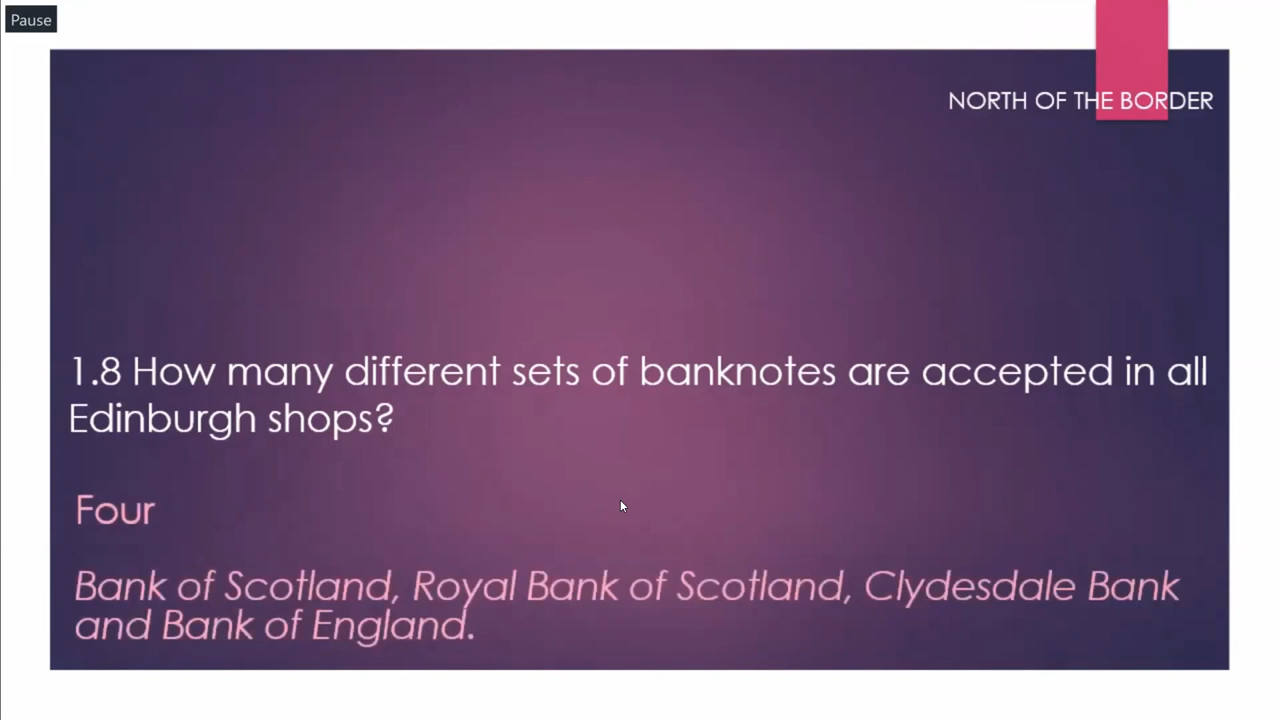 Pause
NORTH OF THE BORDER
1.8 How many different sets of banknotes are accepted in all
Edinburgh shops?
Four
Bank of Scotland, Royal Bank of Scotland, Clydesdale Bank
and Bank of England.